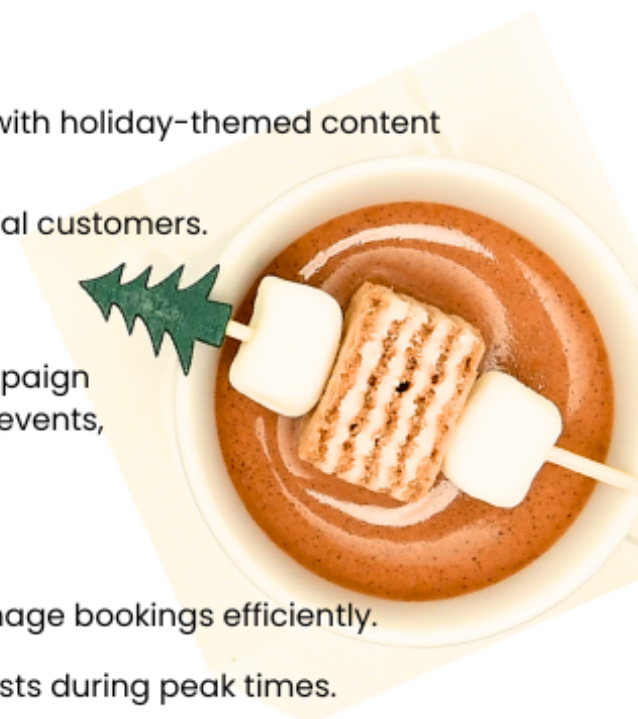 with holiday-themed content
al customers.
paign
events,
nage bookings efficiently.
sts during peak times.